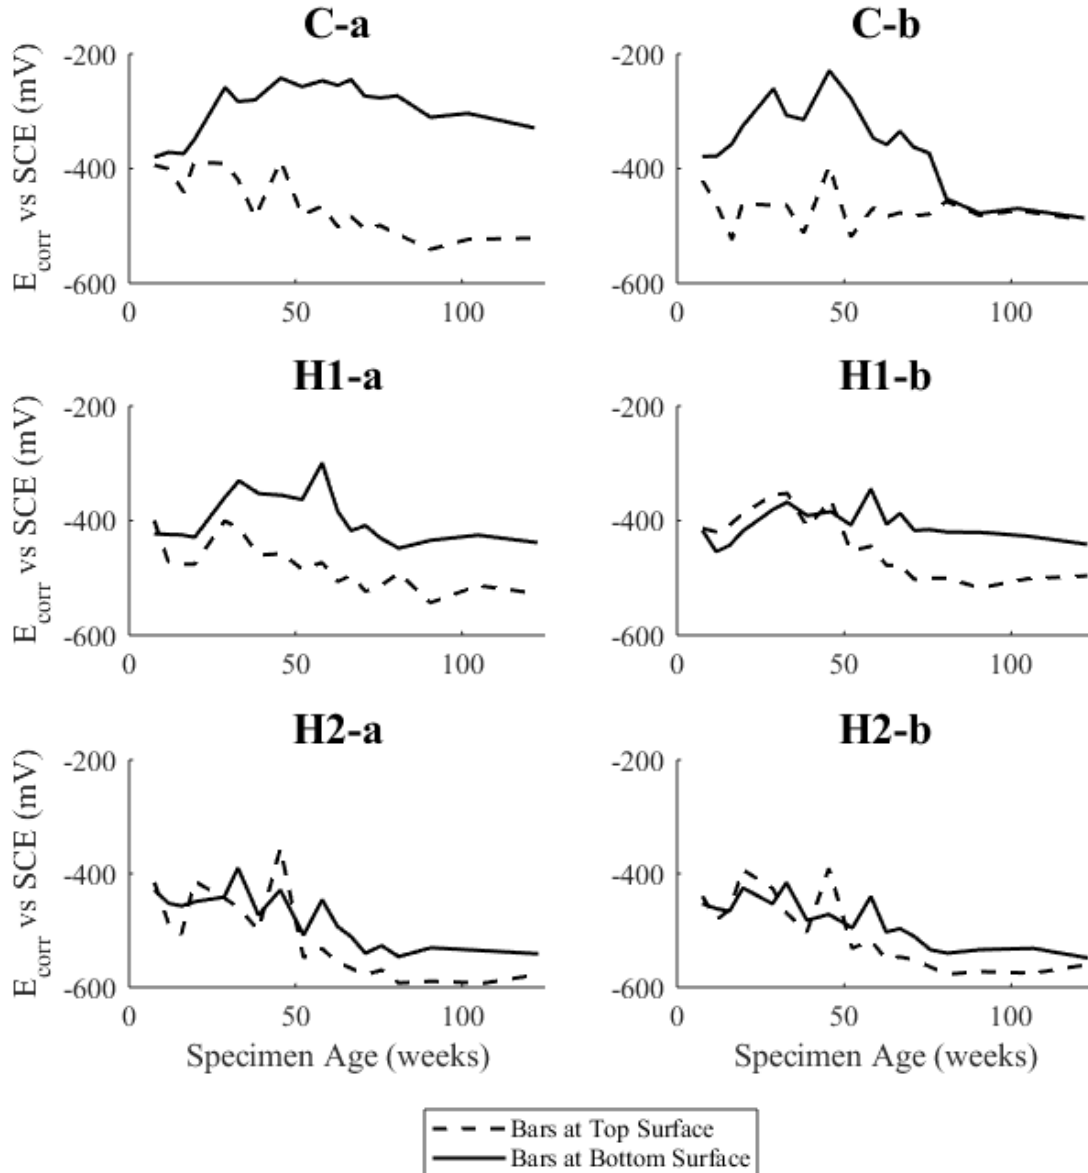 C-a
C-b
-200
-400
-600
E_corr vs SCE (mV)
0 50 100
-200
-400
-600
0 50 100
H1-a
H1-b
-200
-400
-600
E_corr vs SCE (mV)
0 50 100
-200
-400
-600
0 50 100
H2-a
H2-b
-200
-400
-600
E_corr vs SCE (mV)
0 50 100
Specimen Age (weeks)
-200
-400
-600
0 50 100
Specimen Age (weeks)
Bars at Top Surface
Bars at Bottom Surface